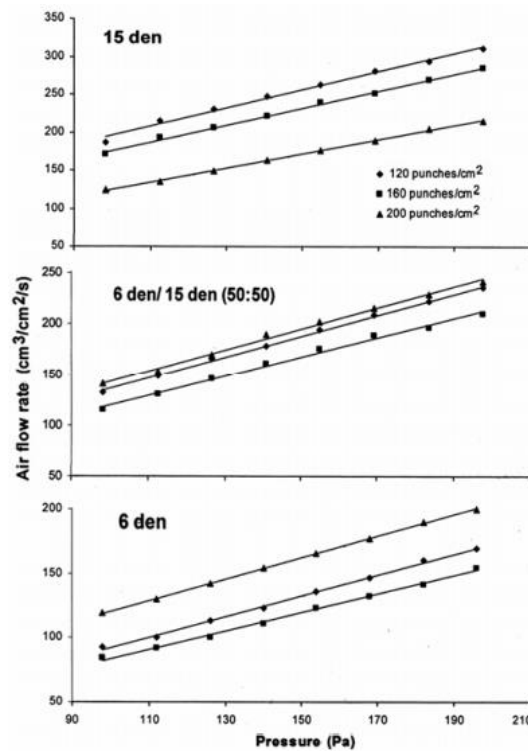 15 den
350
300
250
200
150
100
50
120 punches/cm²
160 punches/cm²
200 punches/cm²
6 den/ 15 den (50:50)
250
200
150
100
50
6 den
200
150
100
50
90 110 130 150 170 190 210
Pressure (Pa)
Air flow rate (cm³/cm²/s)